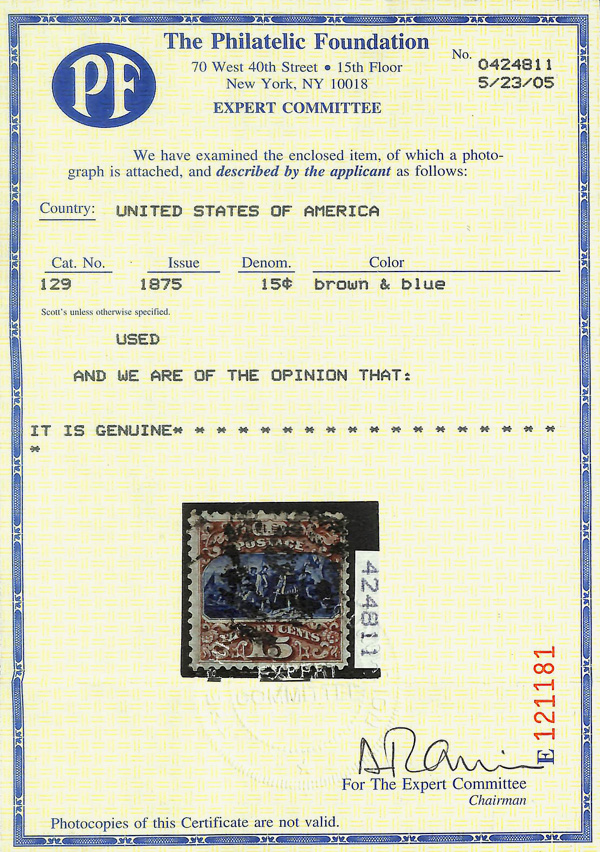 PF
The Philatelic Foundation
70 West 40th Street • 15th Floor
New York, NY 10018
EXPERT COMMITTEE
No. 0424811
5/23/05
We have examined the enclosed item, of which a photo-
graph is attached, and described by the applicant as follows:
Country: UNITED STATES OF AMERICA
Cat. No. Issue Denom. Color
129 1875 15¢ brown & blue
Scott's unless otherwise specified.
USED
AND WE ARE OF THE OPINION THAT:
IT IS GENUINE* * * * * * * * * * * * * * * * * *
*
POSTAGE
CENTS
15
424811
EXPERT
COMMITTE
E 121181
For The Expert Committee
Chairman
Photocopies of this Certificate are not valid.